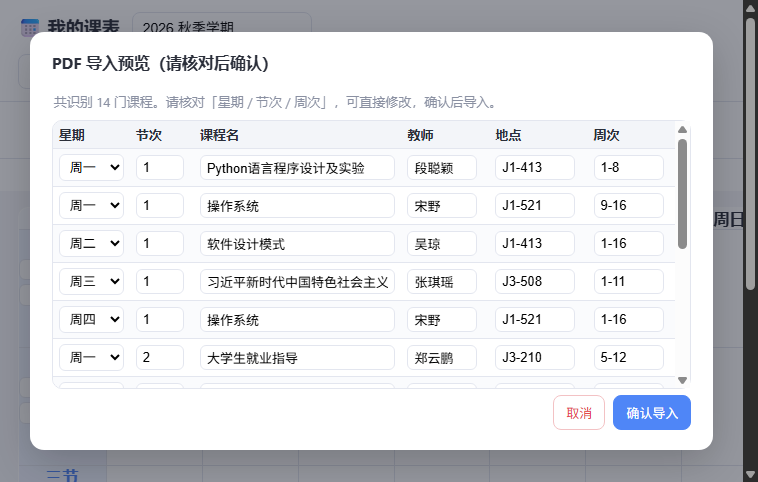 我的课表
2026 秋季学期
PDF 导入预览（请核对后确认）
共识别 14 门课程。请核对「星期 / 节次 / 周次」，可直接修改，确认后导入。
星期 节次 课程名 教师 地点 周次
周一 1 Python语言程序设计及实验 段聪颖 J1-413 1-8
周一 1 操作系统 宋野 J1-521 9-16
周二 1 软件设计模式 吴琼 J1-413 1-16
周三 1 习近平新时代中国特色社会主义 张琪瑶 J3-508 1-11
周四 1 操作系统 宋野 J1-521 1-16
周一 2 大学生就业指导 郑云鹏 J3-210 5-12
取消 确认导入
周日
三节